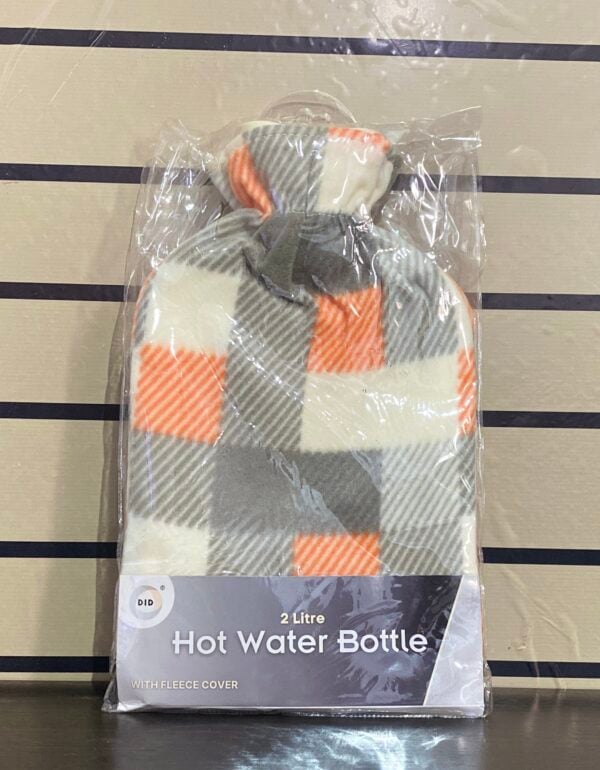 DID
®
2 Litre
Hot Water Bottle
WITH FLEECE COVER